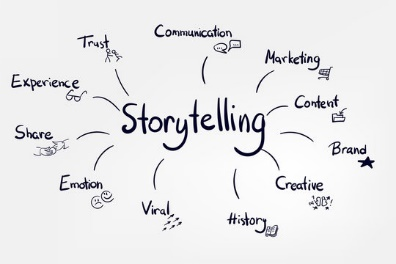 Communication
Trust
Marketing
Experience
Content
Storytelling
Share
Brand
Emotion
Creative
Viral
History